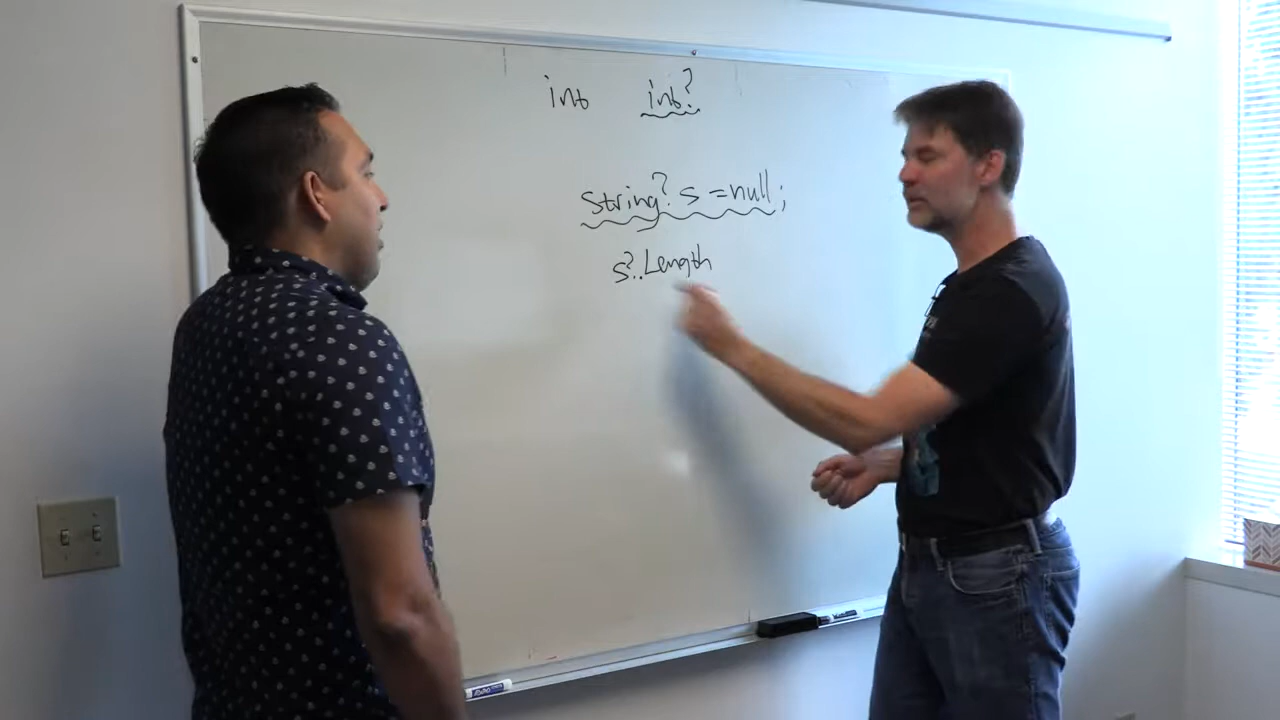 int int?
string? s = null;
s?.Length